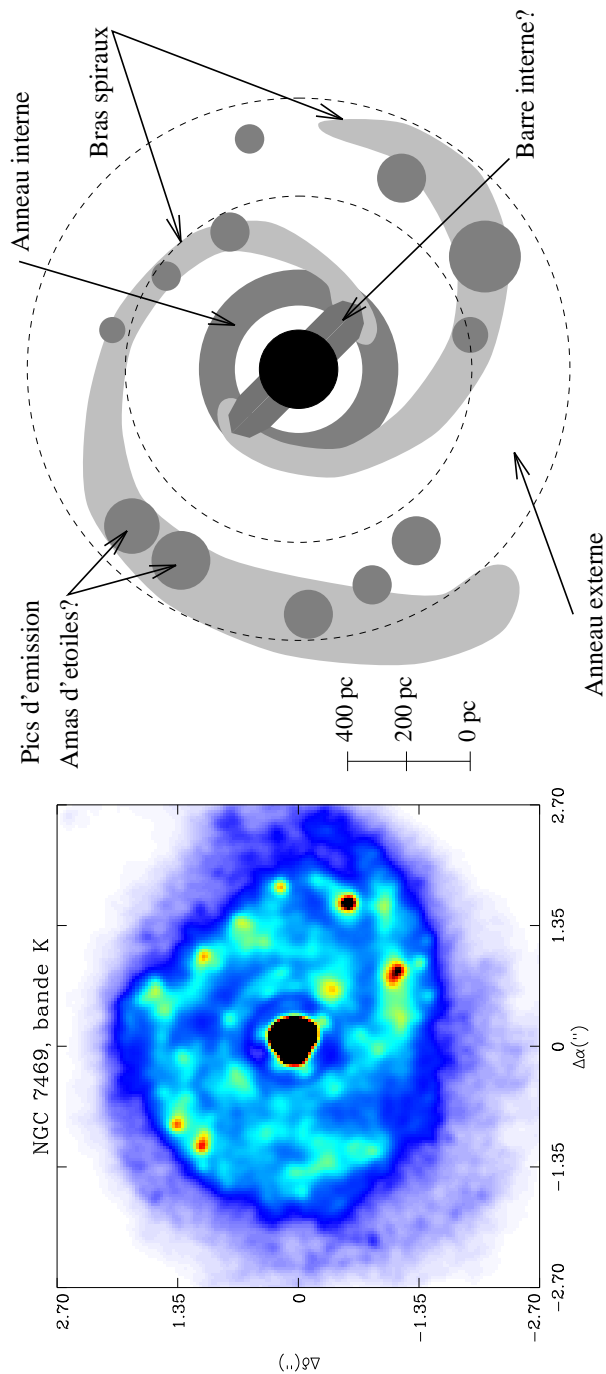 NGC 7469, bande K
2.70
1.35
0
−1.35
−2.70
Δδ('')
−2.70
−1.35
0
1.35
2.70
Δα('')
Pics d'emission
Amas d'etoiles?
Anneau interne
Bras spiraux
400 pc
200 pc
0 pc
Barre interne?
Anneau externe